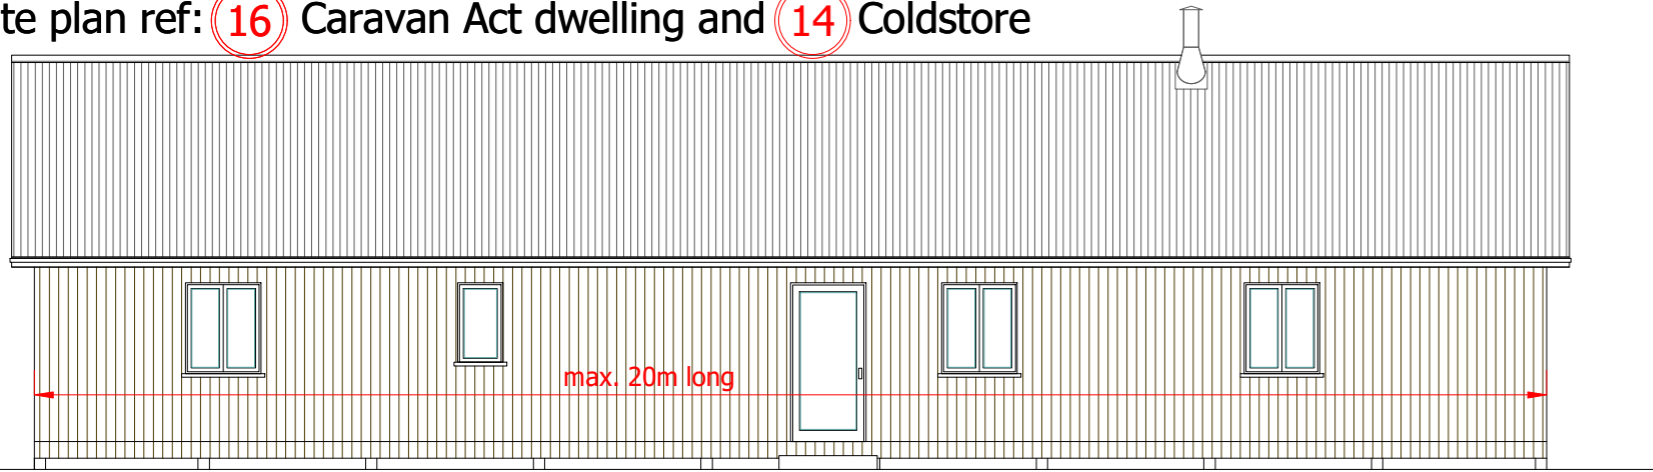 te plan ref: 16 Caravan Act dwelling and 14 Coldstore
max. 20m long